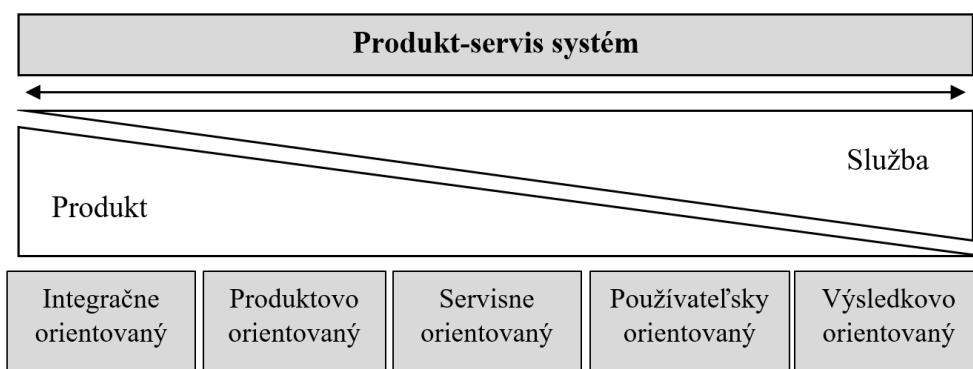 Produkt-servis systém
Služba
Produkt
Integračne
orientovaný
Produktovo
orientovaný
Servisne
orientovaný
Používateľsky
orientovaný
Výsledkovo
orientovaný